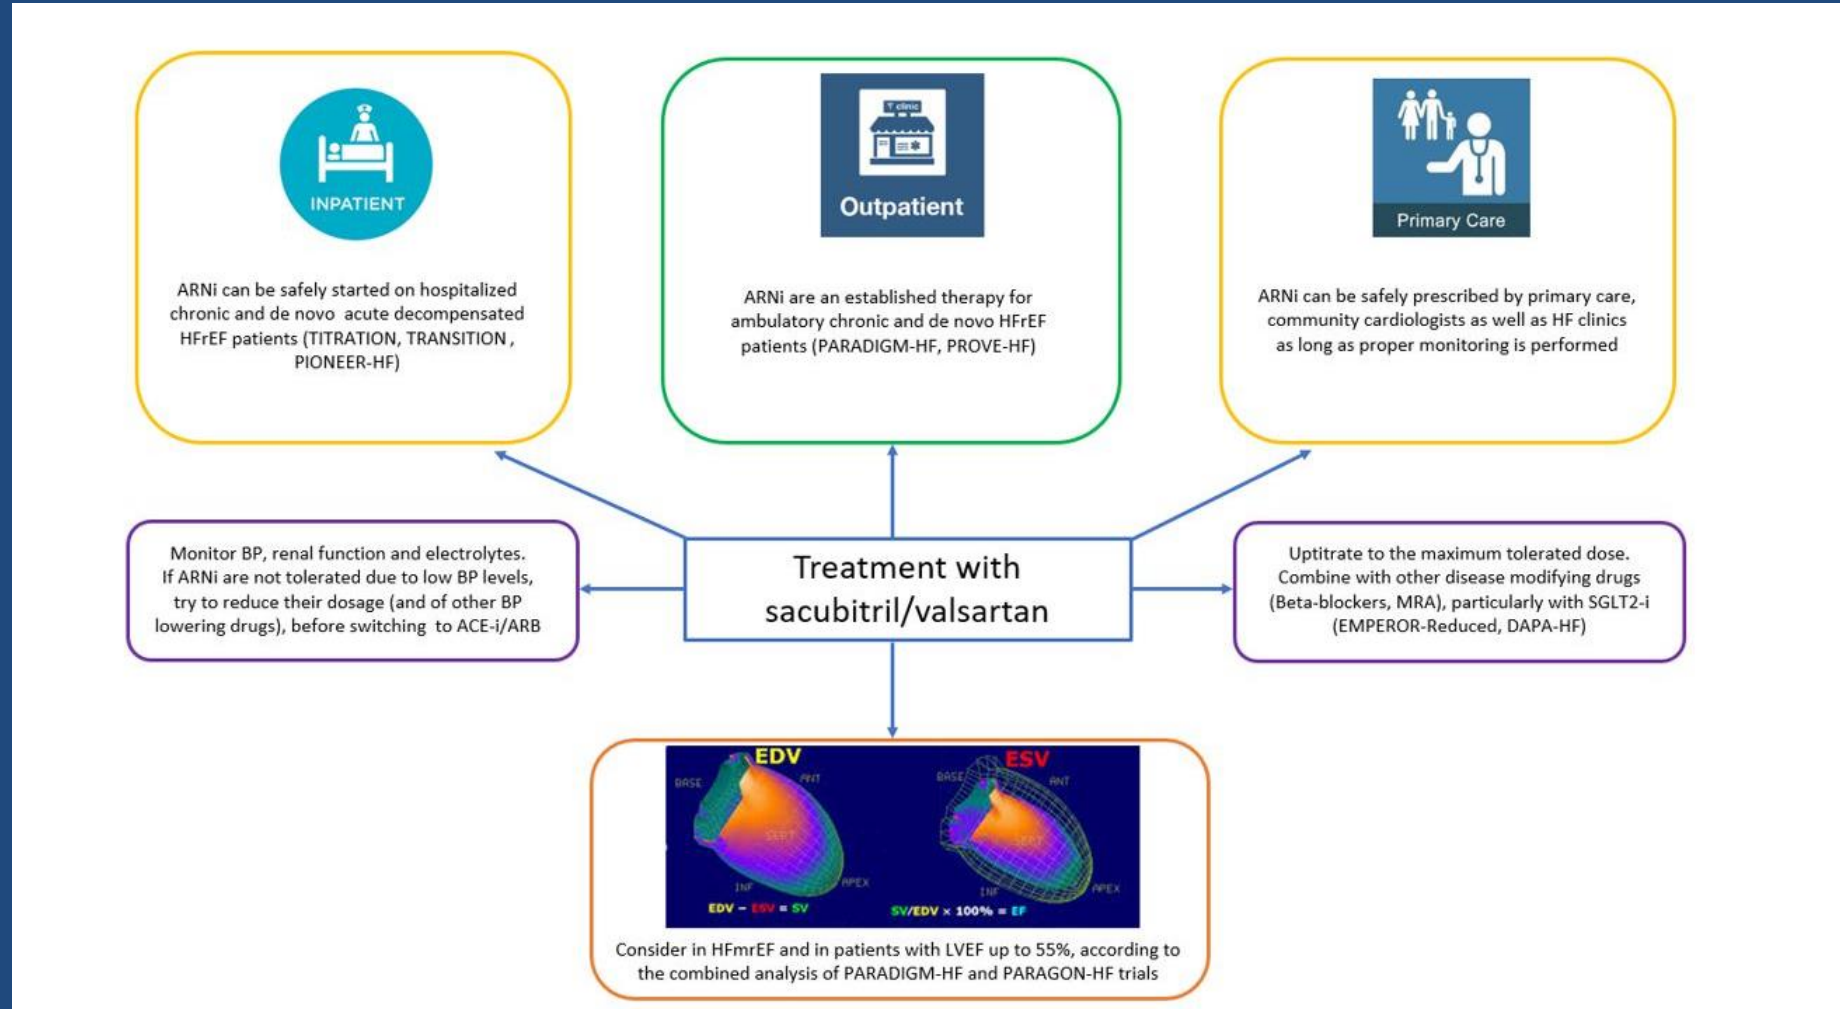 INPATIENT
ARNi can be safely started on hospitalized
chronic and de novo acute decompensated
HFrEF patients (TITRATION, TRANSITION ,
PIONEER-HF)
clinic
Outpatient
ARNi are an established therapy for
ambulatory chronic and de novo HFrEF
patients (PARADIGM-HF, PROVE-HF)
Primary Care
ARNi can be safely prescribed by primary care,
community cardiologists as well as HF clinics
as long as proper monitoring is performed
Monitor BP, renal function and electrolytes.
If ARNi are not tolerated due to low BP levels,
try to reduce their dosage (and of other BP
lowering drugs), before switching to ACE-i/ARB
Treatment with
sacubitril/valsartan
Uptitrate to the maximum tolerated dose.
Combine with other disease modifying drugs
(Beta-blockers, MRA), particularly with SGLT2-i
(EMPEROR-Reduced, DAPA-HF)
EDV
BASE
ANT
SEPT
INF
APEX
EDV – ESV = SV
ESV
BASE
ANT
SEPT
INF
APEX
SV/EDV × 100% = EF
Consider in HFmrEF and in patients with LVEF up to 55%, according to
the combined analysis of PARADIGM-HF and PARAGON-HF trials